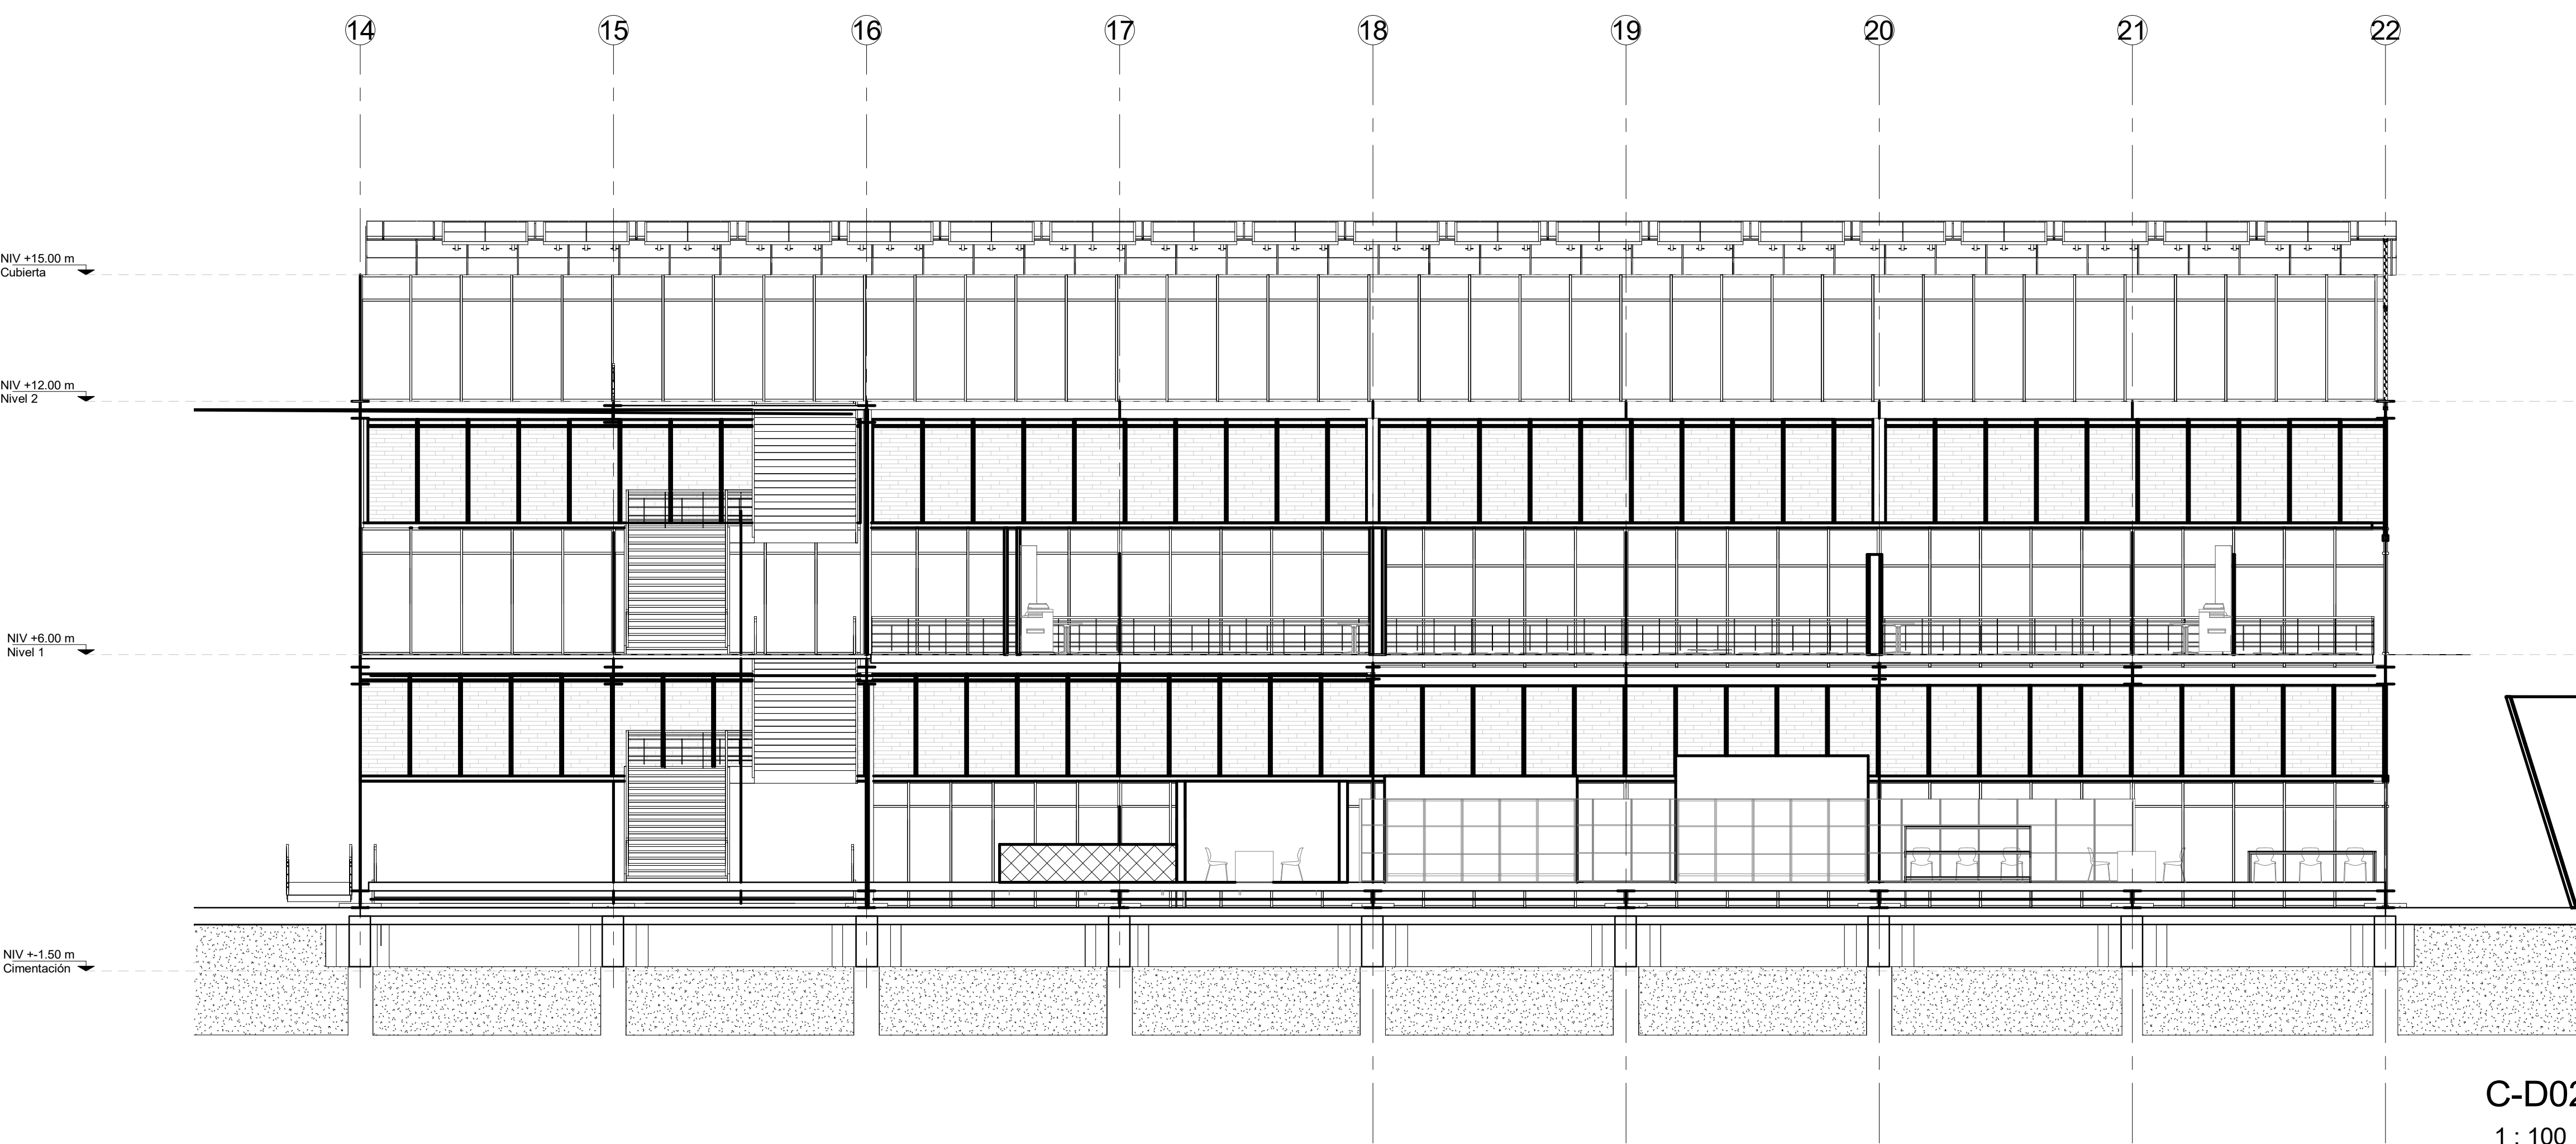 14 15 16 17 18 19 20 21 22
NIV +15.00 m
Cubierta
NIV +12.00 m
Nivel 2
NIV +6.00 m
Nivel 1
NIV +-1.50 m
Cimentación
C-D02
1 : 100